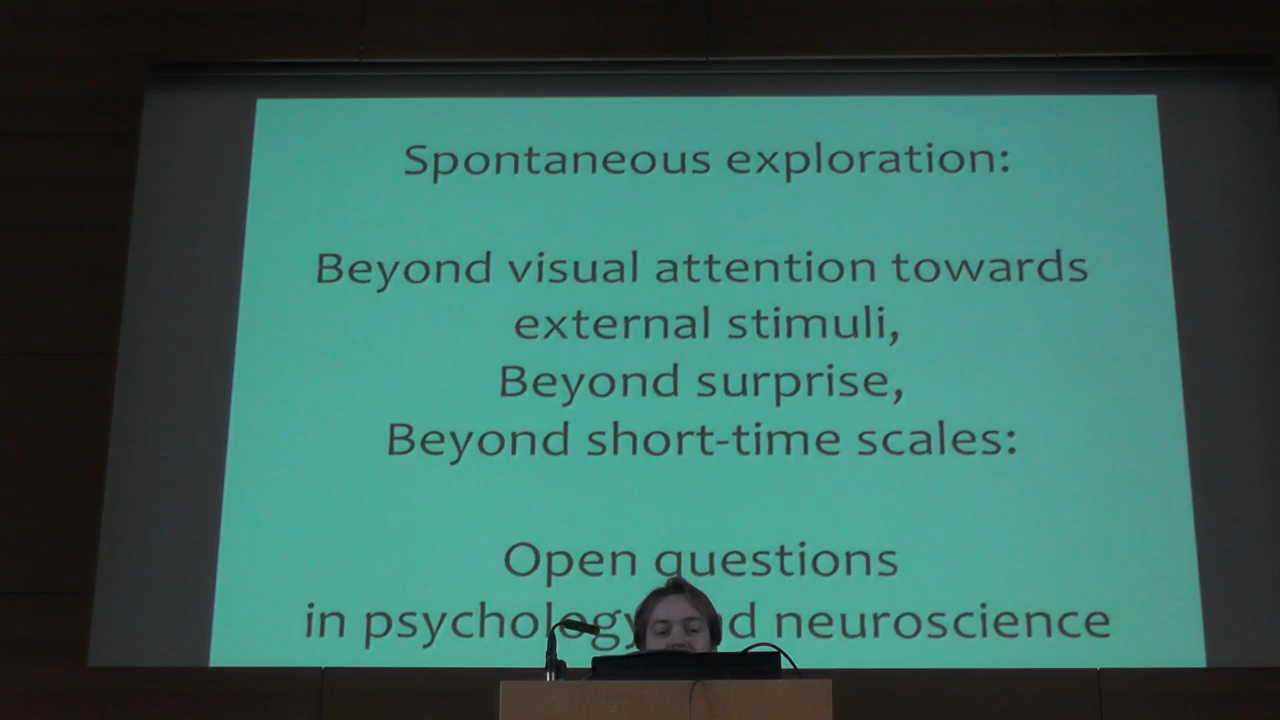 Spontaneous exploration:
Beyond visual attention towards
external stimuli,
Beyond surprise,
Beyond short-time scales:
Open questions
in psychology and neuroscience